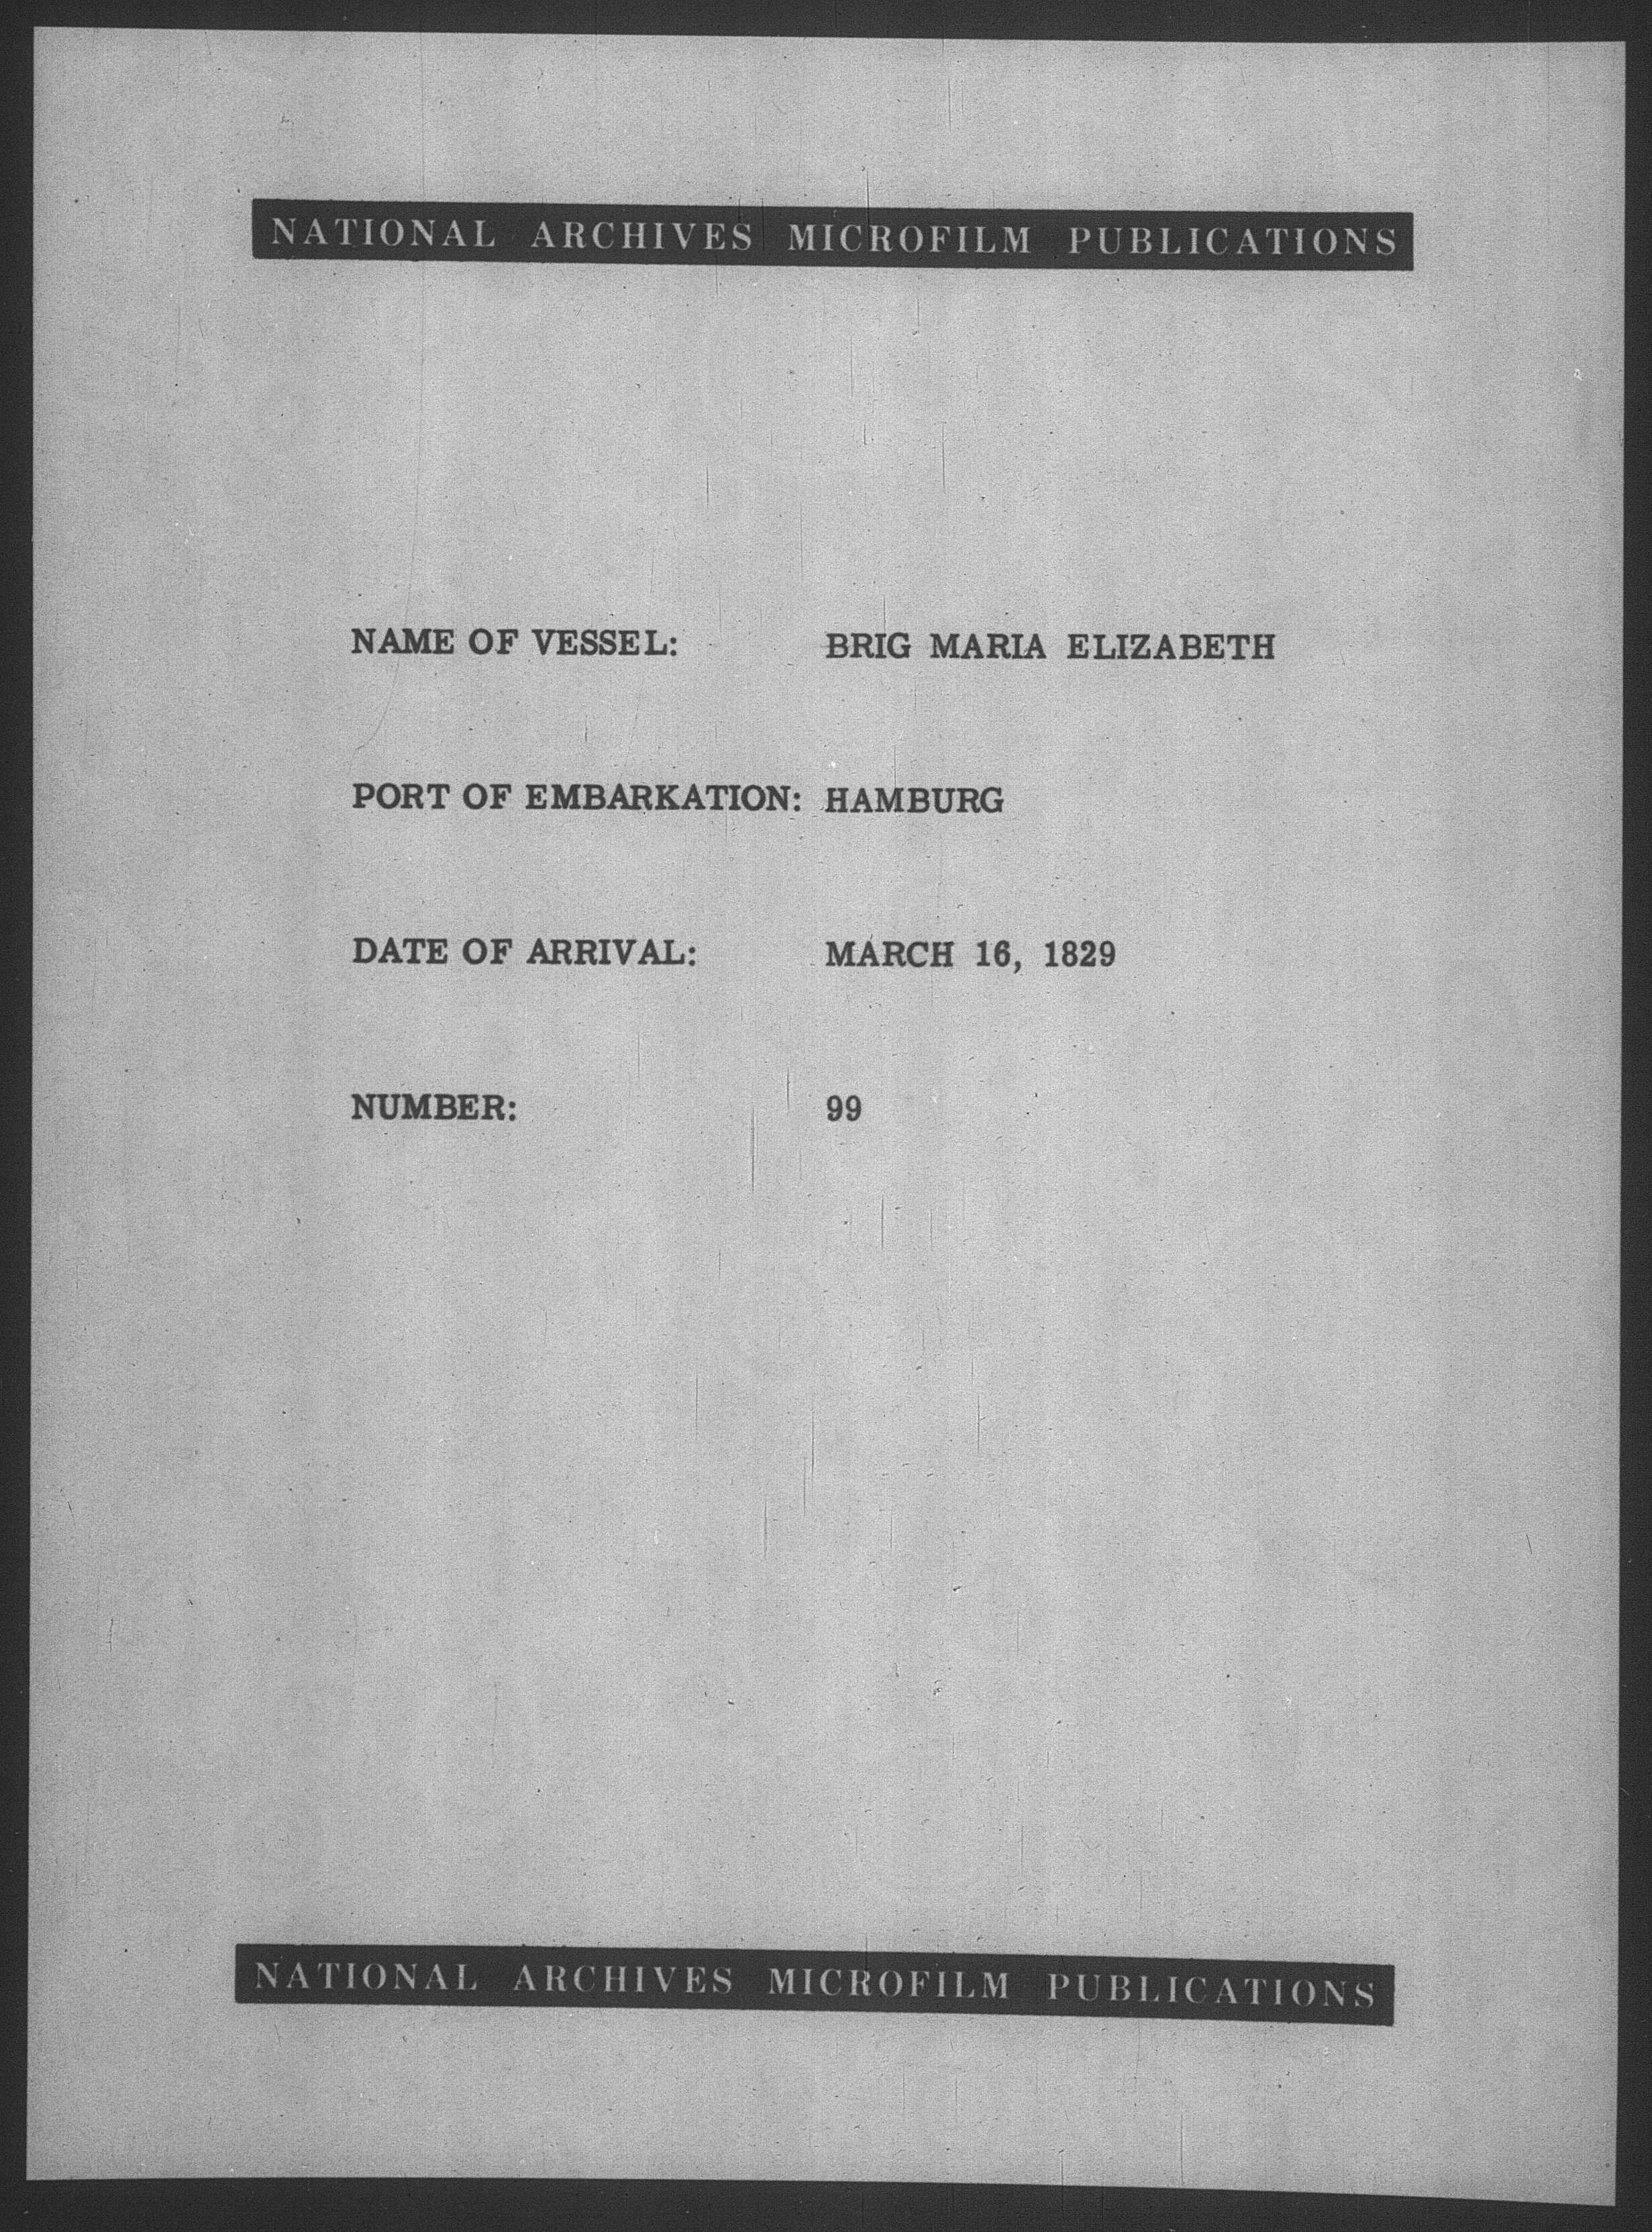 NATIONAL ARCHIVES MICROFILM PUBLICATIONS
NAME OF VESSEL: BRIG MARIA ELIZABETH
PORT OF EMBARKATION: HAMBURG
DATE OF ARRIVAL: MARCH 16, 1829
NUMBER: 99
NATIONAL ARCHIVES MICROFILM PUBLICATIONS